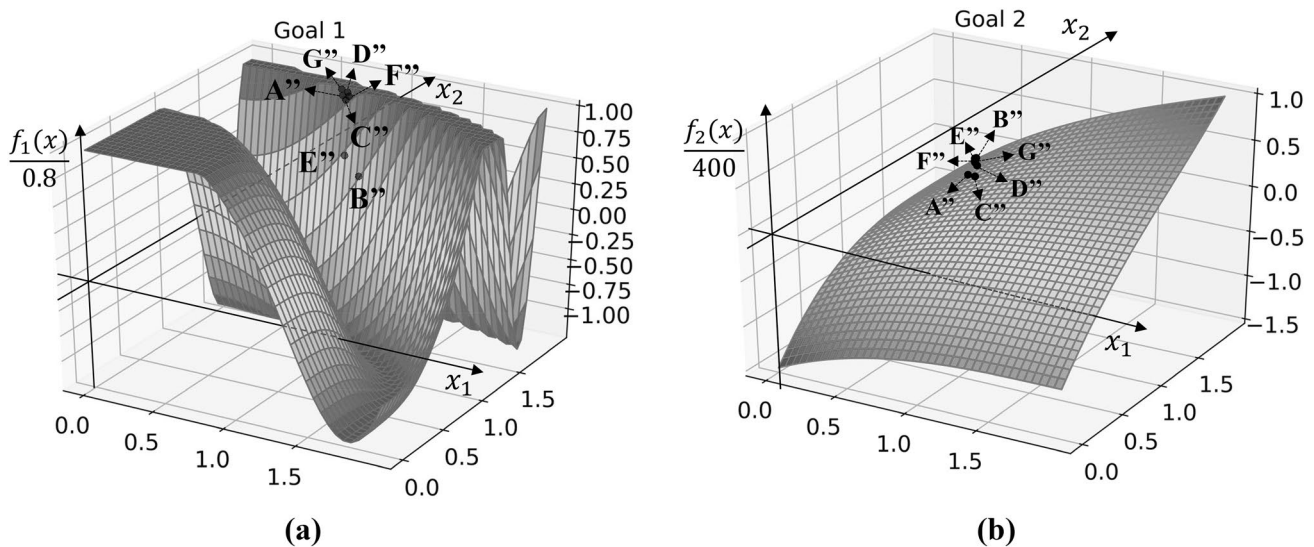 Goal 1
G” D” F”
A”
x₂
C”
E”
B”
f₁(x)
0.8
1.00
0.75
0.50
0.25
0.00
−0.25
−0.50
−0.75
−1.00
x₁
0.0
0.5
1.0
1.5
0.0
0.5
1.0
1.5
(a)
Goal 2
x₂
B”
E”
F” G”
D”
A” C”
f₂(x)
400
1.0
0.5
0.0
−0.5
−1.0
−1.5
x₁
0.0
0.5
1.0
1.5
0.0
0.5
1.0
1.5
(b)